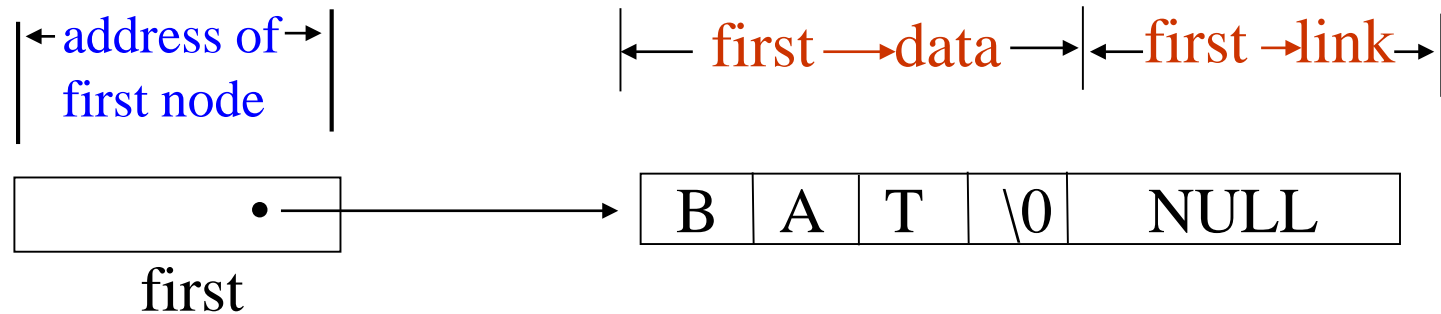 address of
first node
first → data
first → link
B A T \0 NULL
first